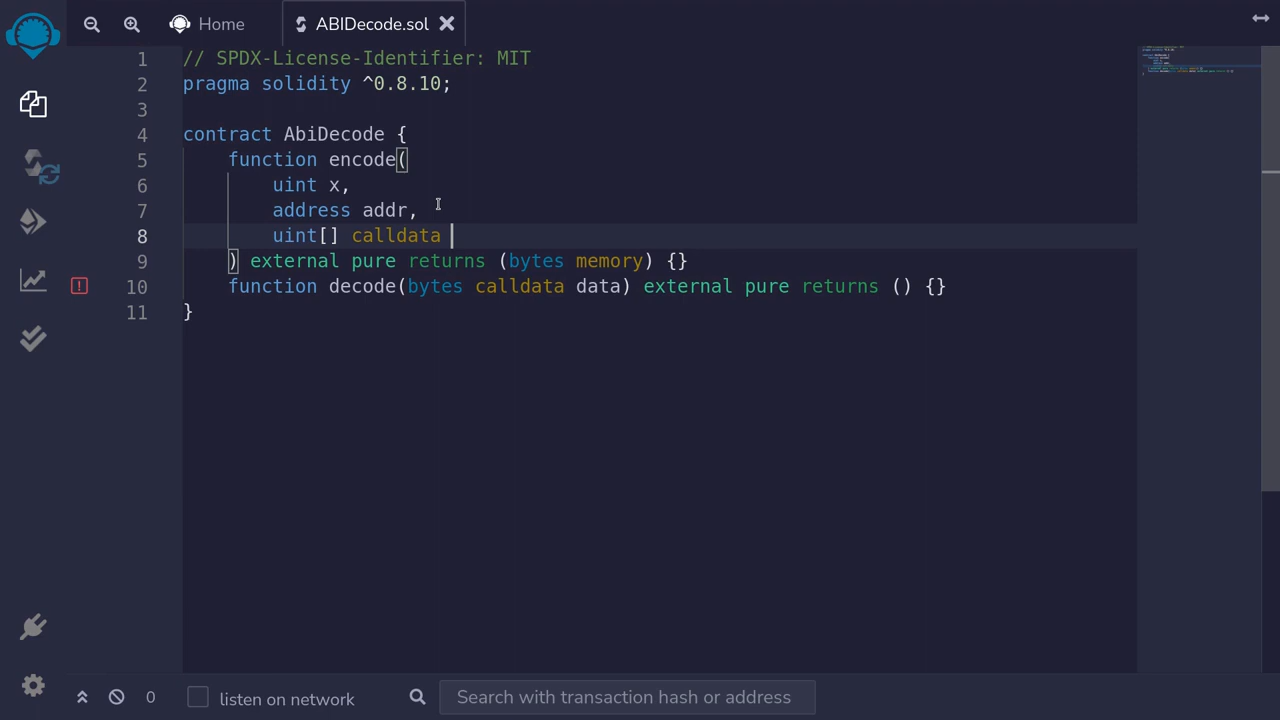 Home
ABIDecode.sol
1 // SPDX-License-Identifier: MIT
2 pragma solidity ^0.8.10;
3
4 contract AbiDecode {
5     function encode(
6         uint x,
7         address addr,
8         uint[] calldata
9     ) external pure returns (bytes memory) {}
10     function decode(bytes calldata data) external pure returns () {}
11 }
0
listen on network
Search with transaction hash or address